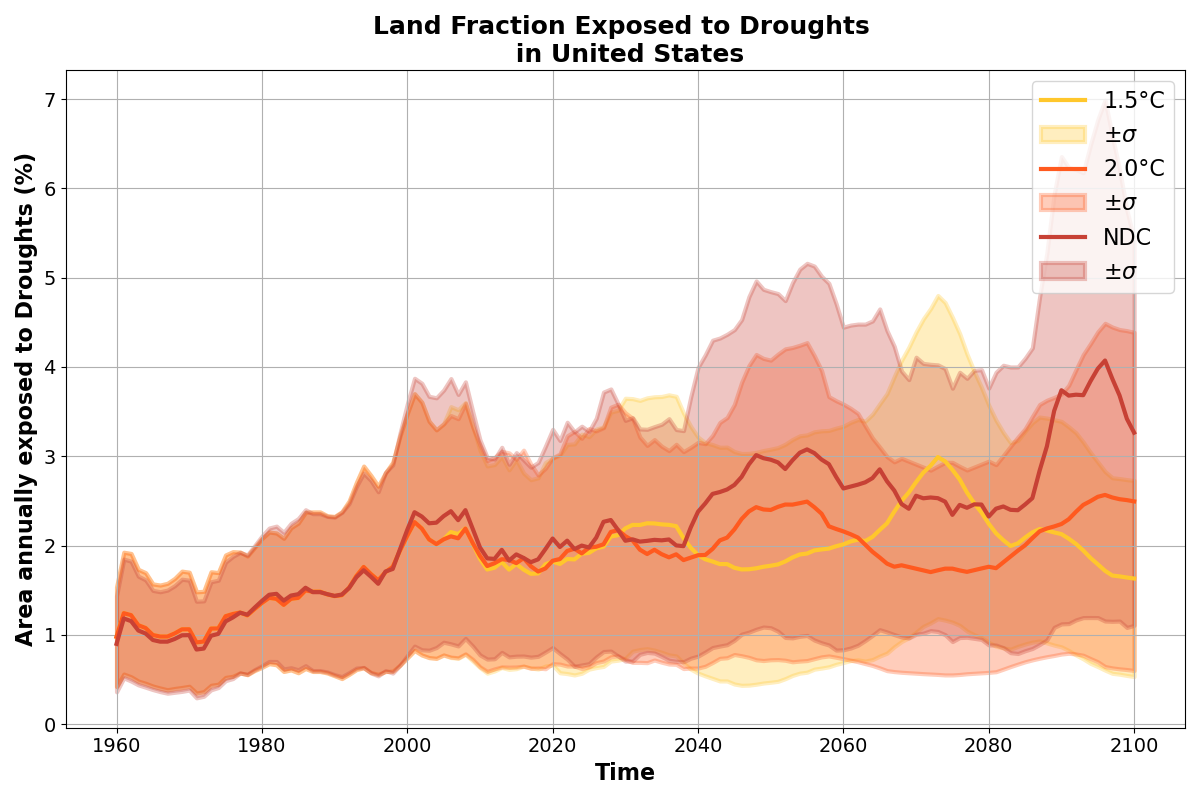 Land Fraction Exposed to Droughts
in United States
Area annually exposed to Droughts (%)
7
6
5
4
3
2
1
0
1960
1980
2000
2020
2040
2060
2080
2100
Time
1.5°C
±σ
2.0°C
±σ
NDC
±σ